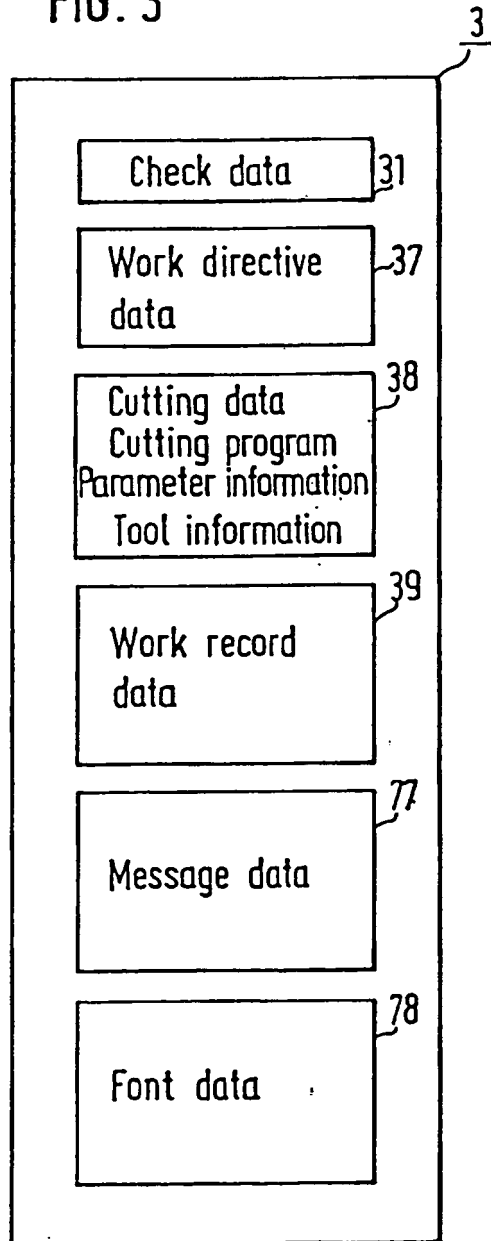 FIG. 3
3
Check data
31
Work directive
data
37
Cutting data
Cutting program
Parameter information
Tool information
38
Work record
data
39
Message data
77
Font data
78